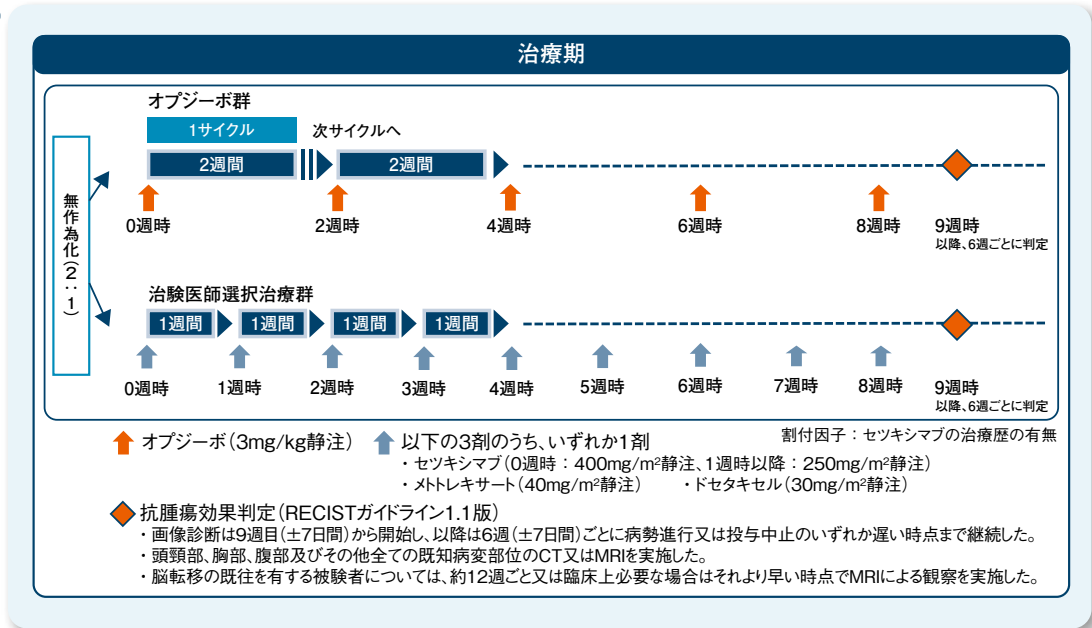 治療期
オプジーボ群
1サイクル 次サイクルへ
2週間 2週間
0週時 2週時 4週時 6週時 8週時 9週時
以降、6週ごとに判定
無作為化(2:1)
治験医師選択治療群
1週間 1週間 1週間 1週間
0週時 1週時 2週時 3週時 4週時 5週時 6週時 7週時 8週時 9週時
以降、6週ごとに判定
オプジーボ(3mg/kg静注) 以下の3剤のうち、いずれか1剤 割付因子:セツキシマブの治療歴の有無
・セツキシマブ(0週時:400mg/m²静注、1週時以降:250mg/m²静注)
・メトトレキサート(40mg/m²静注) ・ドセタキセル(30mg/m²静注)
抗腫瘍効果判定(RECISTガイドライン1.1版)
・画像診断は9週目(±7日間)から開始し、以降は6週(±7日間)ごとに病勢進行又は投与中止のいずれか遅い時点まで継続した。
・頭頸部、胸部、腹部及びその他全ての既知病変部位のCT又はMRIを実施した。
・脳転移の既往を有する被験者については、約12週ごと又は臨床上必要な場合はそれより早い時点でMRIによる観察を実施した。